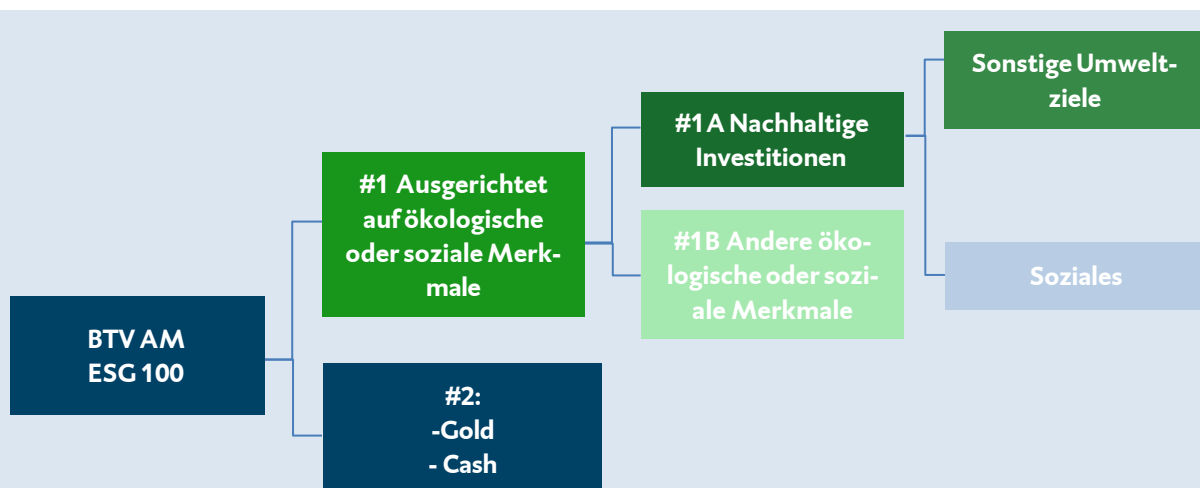 BTV AM
ESG 100
#1 Ausgerichtet
auf ökologische
oder soziale Merk-
male
#2:
-Gold
- Cash
#1A Nachhaltige
Investitionen
#1B Andere öko-
logische oder sozi-
ale Merkmale
Sonstige Umwelt-
ziele
Soziales